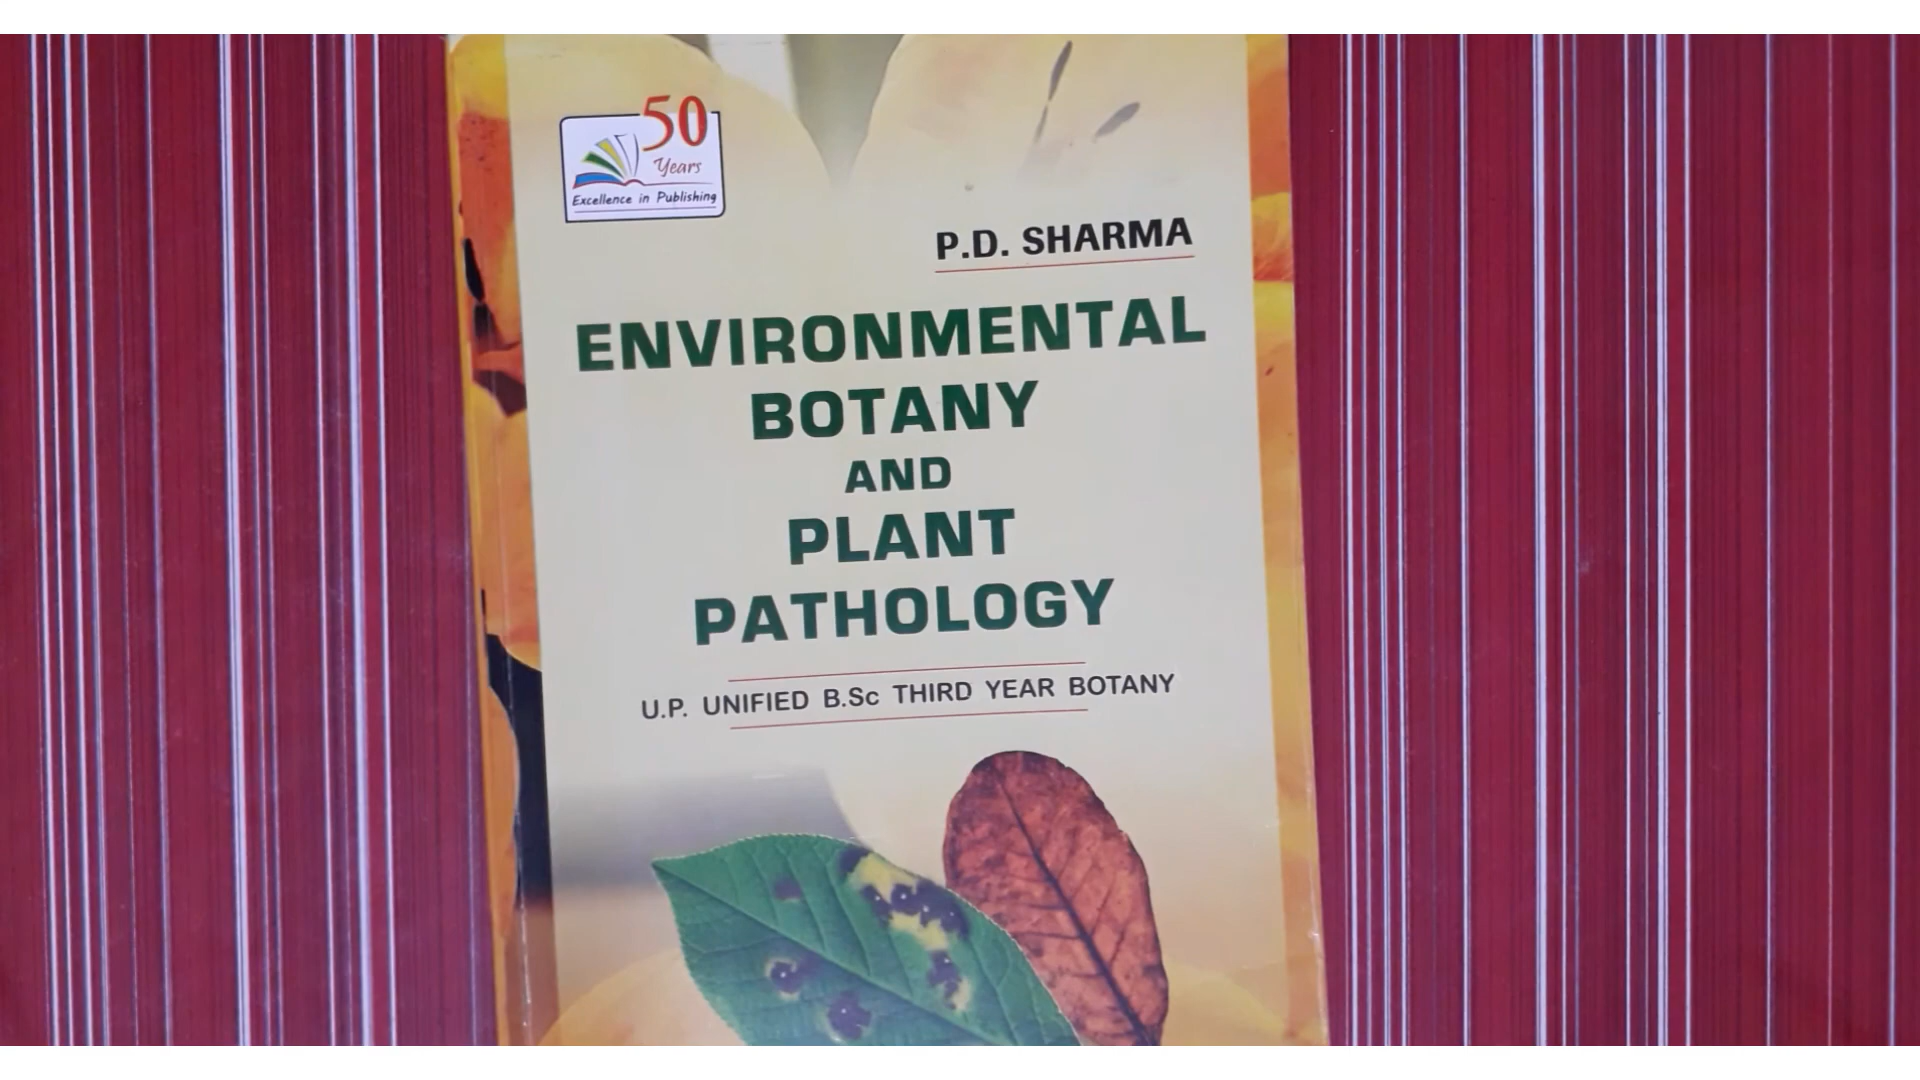 50
Years
Excellence in Publishing
P.D. SHARMA
ENVIRONMENTAL
BOTANY
AND
PLANT
PATHOLOGY
U.P. UNIFIED B.Sc THIRD YEAR BOTANY